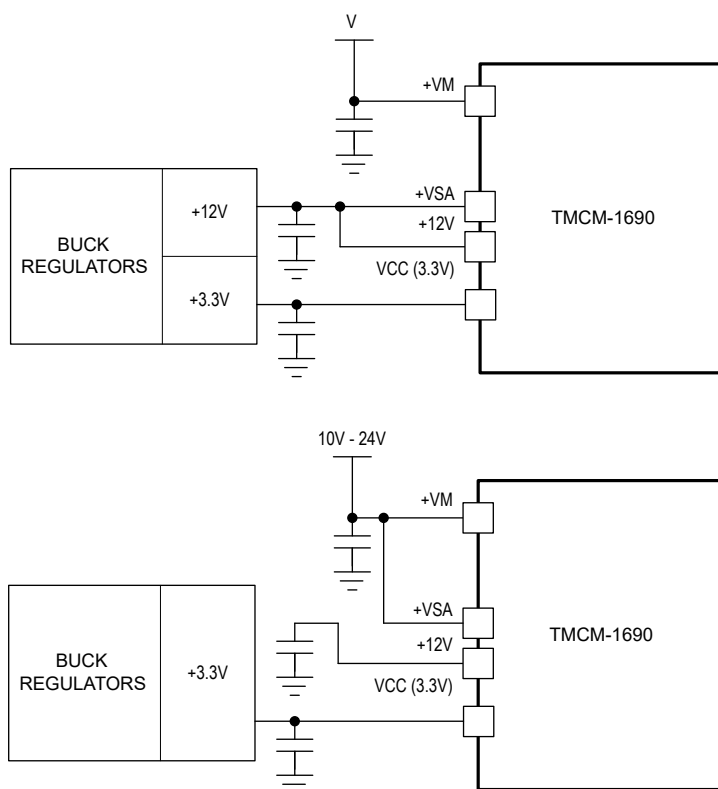 V
+VM
+VSA
+12V
+12V
TMCM-1690
BUCK
REGULATORS
VCC (3.3V)
+3.3V
10V - 24V
+VM
+VSA
+12V
TMCM-1690
BUCK
REGULATORS
+3.3V
VCC (3.3V)